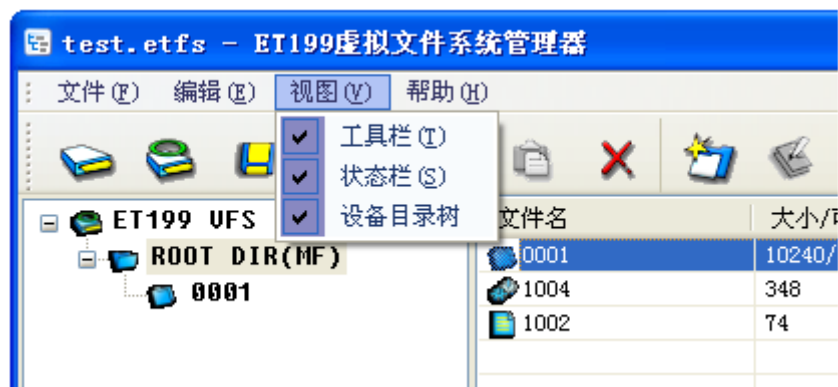 test.etfs - ET199虚拟文件系统管理器
文件(F) 编辑(E) 视图(V) 帮助(H)
工具栏(T)
状态栏(S)
设备目录树
ET199 VFS
ROOT DIR(MF)
0001
文件名 大小/
0001 10240/
1004 348
1002 74